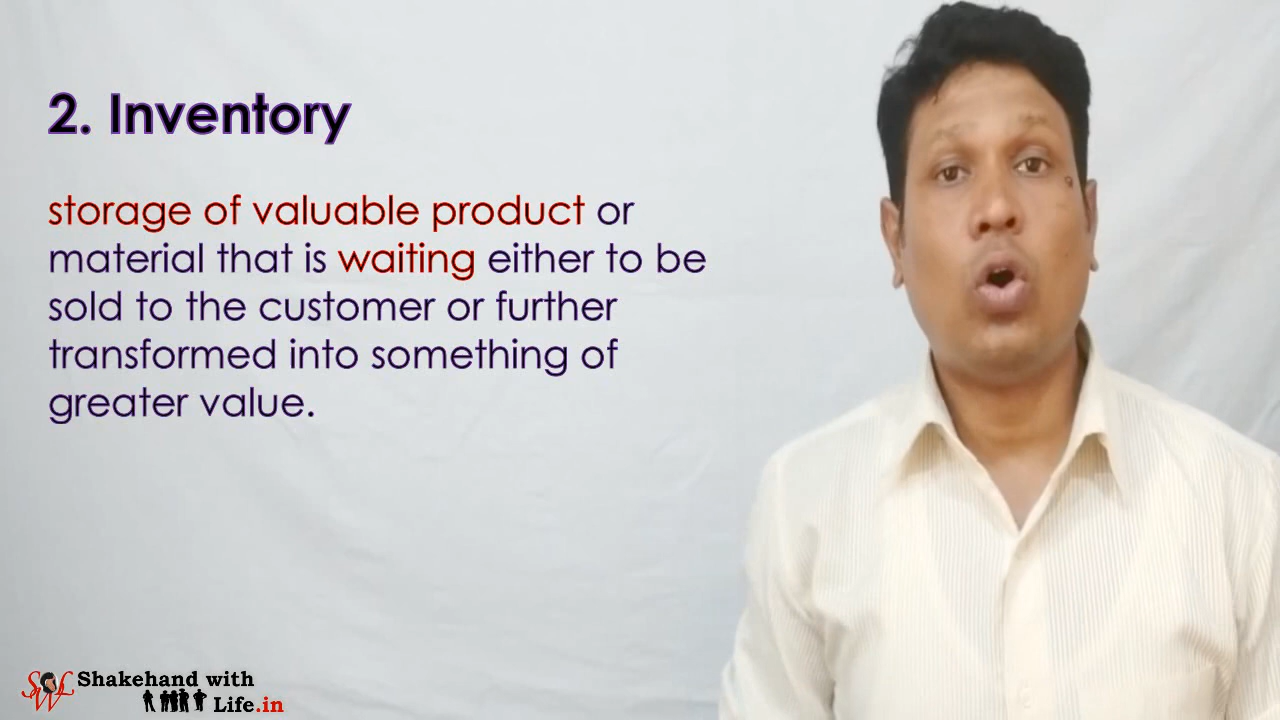 2. Inventory
storage of valuable product or
material that is waiting either to be
sold to the customer or further
transformed into something of
greater value.
SWL Shakehand with
Life.in